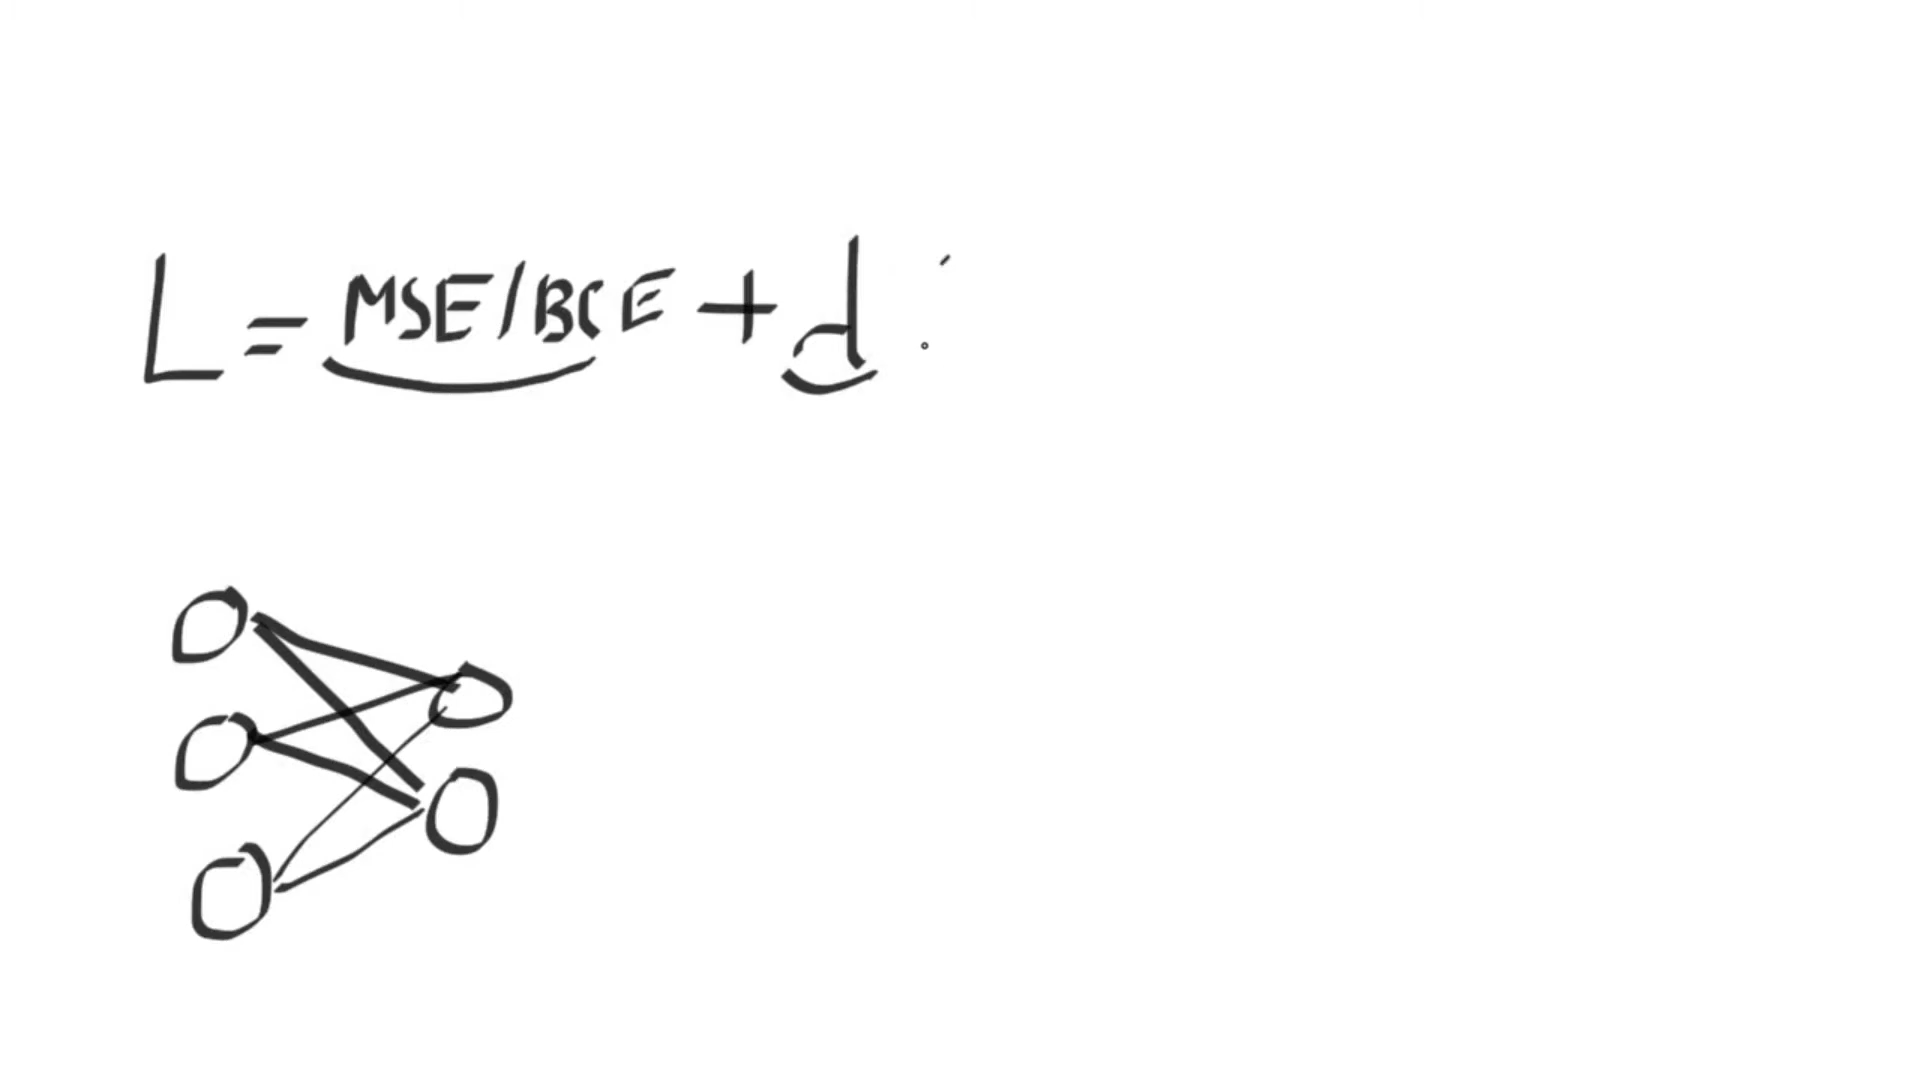 L = MSE/BCE + d